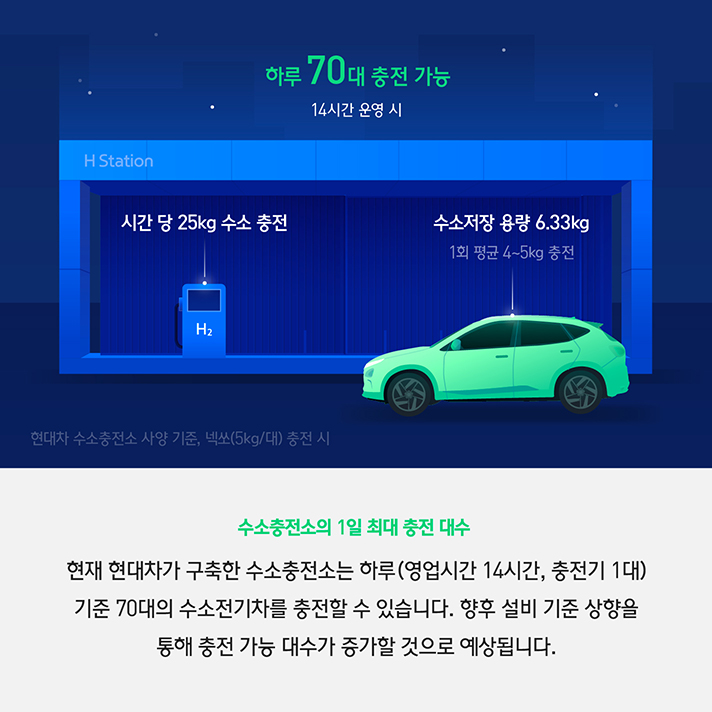 하루 70대 충전 가능
14시간 운영 시
H Station
시간 당 25kg 수소 충전
수소저장 용량 6.33kg
1회 평균 4~5kg 충전
H₂
현대차 수소충전소 사양 기준, 넥쏘(5kg/대) 충전 시
수소충전소의 1일 최대 충전 대수
현재 현대차가 구축한 수소충전소는 하루(영업시간 14시간, 충전기 1대)
기준 70대의 수소전기차를 충전할 수 있습니다. 향후 설비 기준 상향을
통해 충전 가능 대수가 증가할 것으로 예상됩니다.